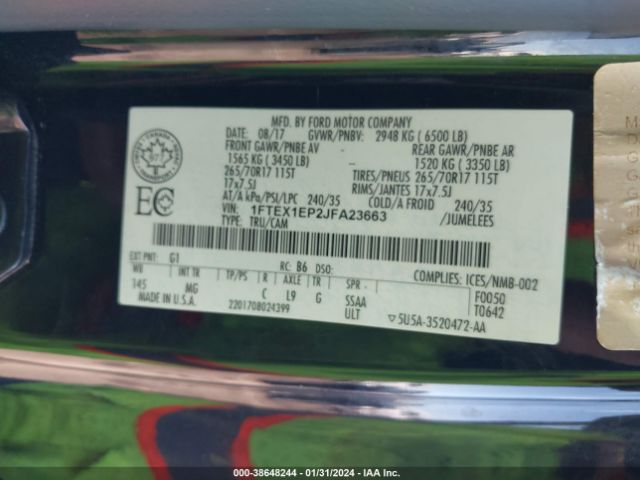 MFD. BY FORD MOTOR COMPANY
DATE: 08/17 GVWR/PNBV: 2948 KG ( 6500 LB)
FRONT GAWR/PNBE AV REAR GAWR/PNBE AR
1565 KG ( 3450 LB) 1520 KG ( 3350 LB)
265/70R17 115T TIRES/PNEUS 265/70R17 115T
17x7.5J RIMS/JANTES 17x7.5J
AT/A kPa/PSI/LPC 240/35 COLD/A FROID 240/35
VIN: 1FTEX1EP2JFA23663 /JUMELEES
TYPE: TRU/CAM
EC
EXT PNT: G1 RC: B6 DSO: COMPLIES: ICES/NMB-002
WB INT TR TP/PS R AXLE TR SPR F0050
145 MG C L9 G SSAA T0642
MADE IN U.S.A. 2201708024399 ULT 5U5A-3520472-AA
000-38648244 - 01/31/2024 - IAA Inc.